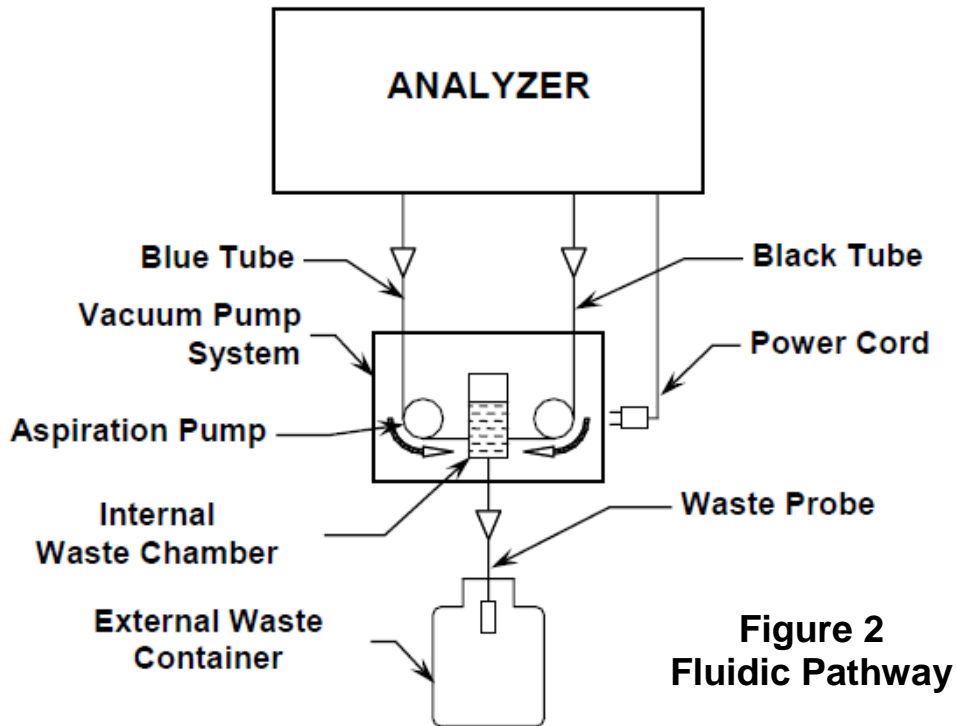 ANALYZER
Blue Tube
Black Tube
Vacuum Pump
System
Power Cord
Aspiration Pump
Internal
Waste Chamber
Waste Probe
External Waste
Container
Figure 2
Fluidic Pathway